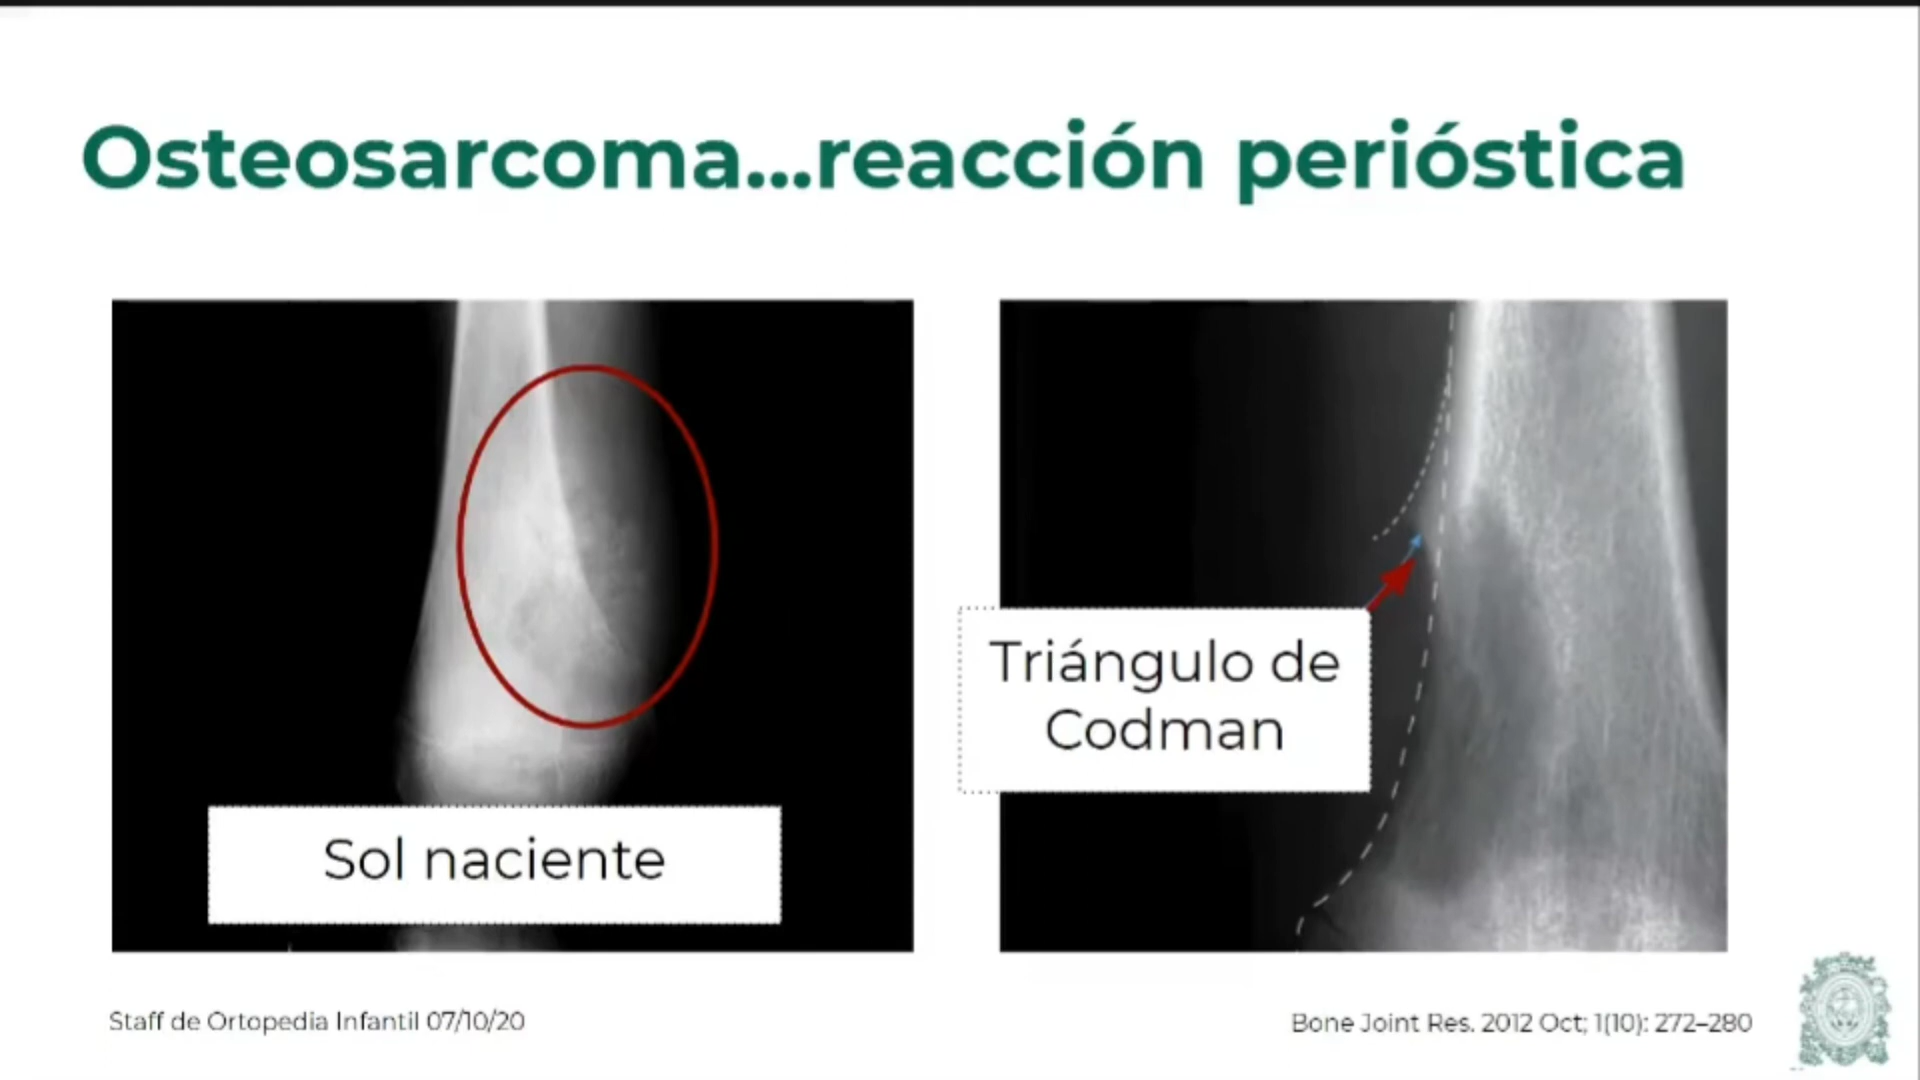 Osteosarcoma...reacción perióstica
Triángulo de
Codman
Sol naciente
Staff de Ortopedia Infantil 07/10/20
Bone Joint Res. 2012 Oct; 1(10): 272–280